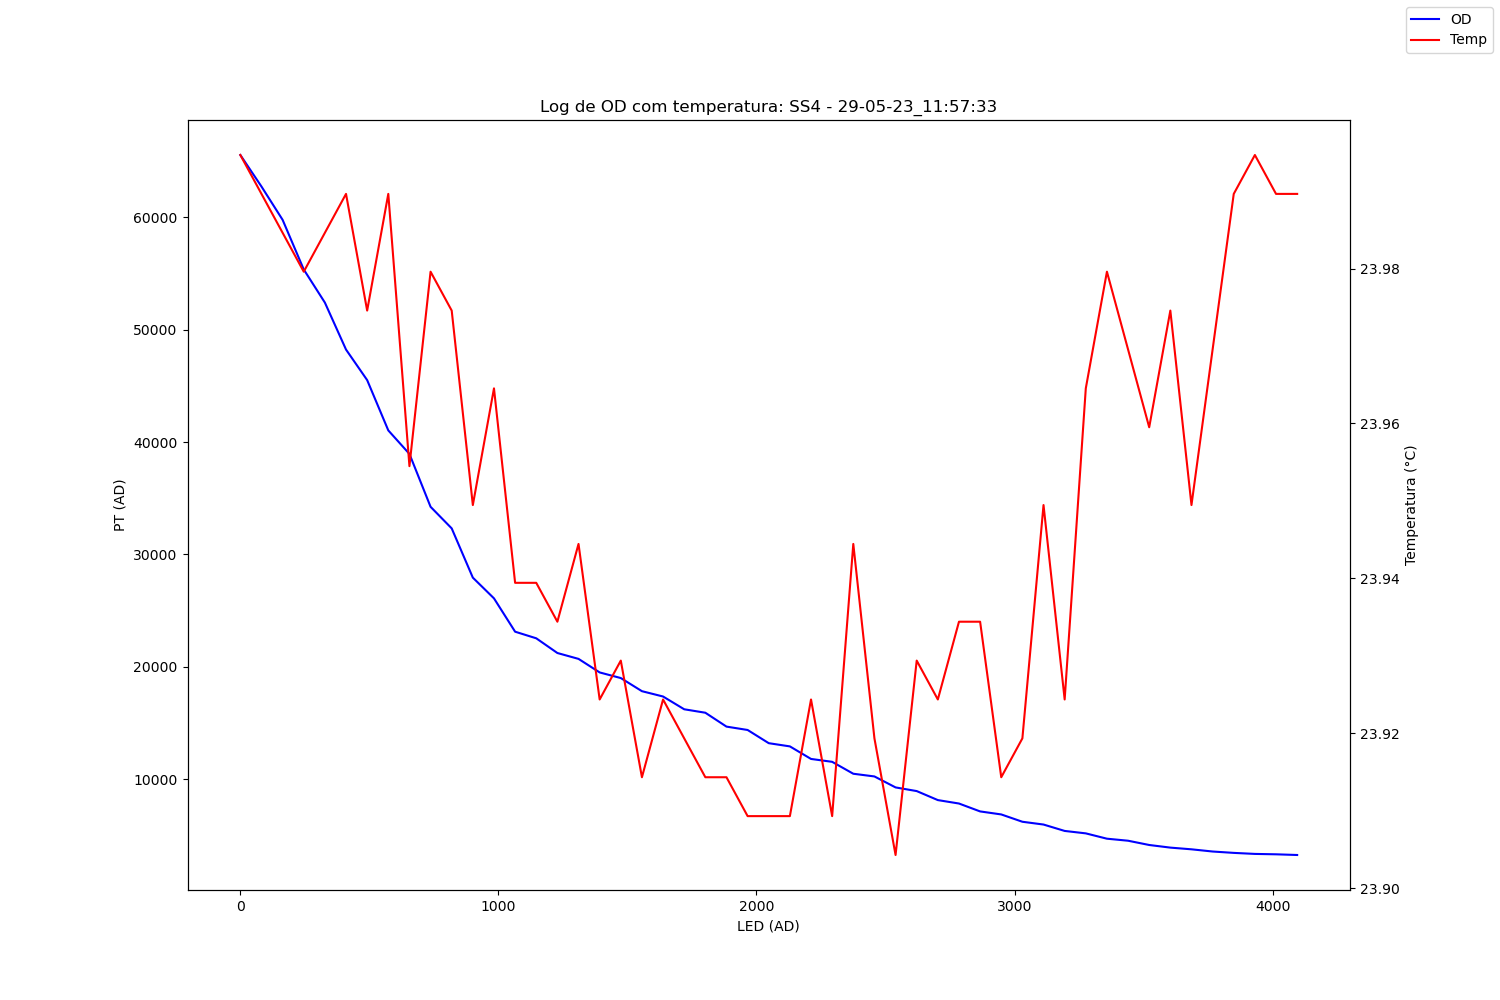 OD
Temp
Log de OD com temperatura: SS4 - 29-05-23_11:57:33
60000
50000
40000
30000
20000
10000
PT (AD)
23.98
23.96
23.94
23.92
23.90
Temperatura (°C)
0 1000 2000 3000 4000
LED (AD)